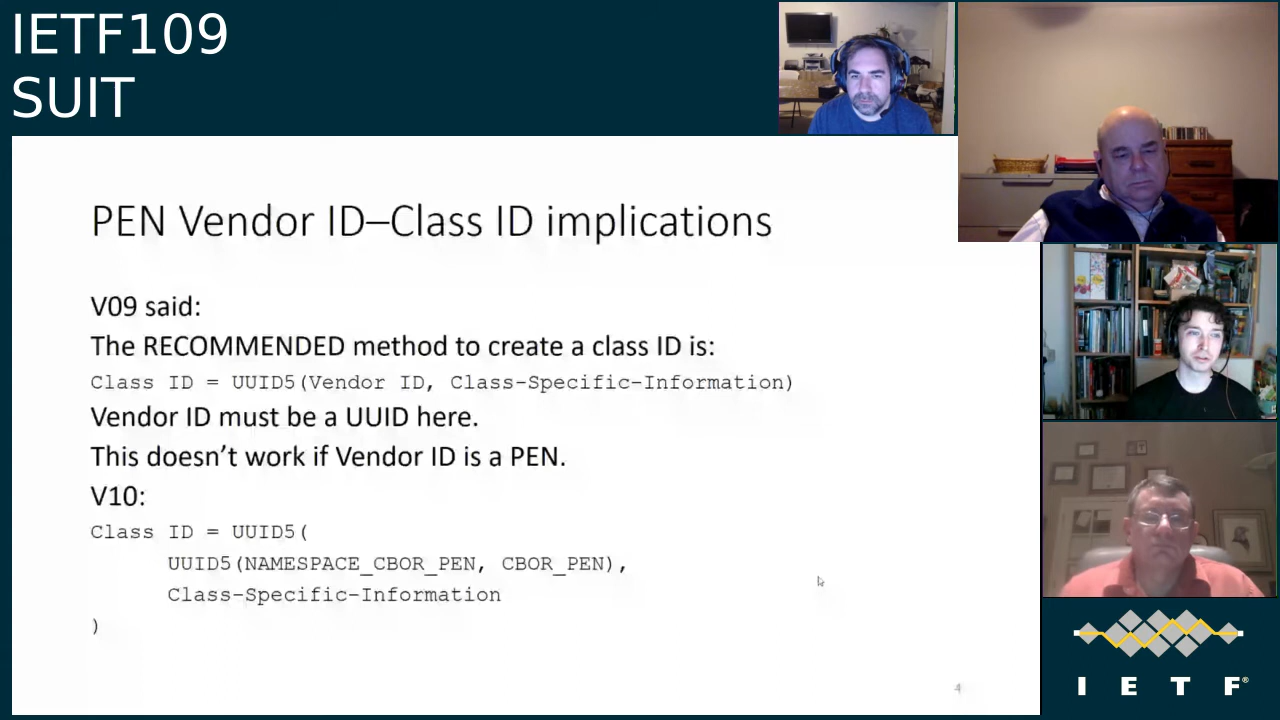 IETF109
SUIT
PEN Vendor ID–Class ID implications
V09 said:
The RECOMMENDED method to create a class ID is:
Class ID = UUID5(Vendor ID, Class-Specific-Information)
Vendor ID must be a UUID here.
This doesn’t work if Vendor ID is a PEN.
V10:
Class ID = UUID5(
UUID5(NAMESPACE_CBOR_PEN, CBOR_PEN),
Class-Specific-Information
)
4
I E T F®